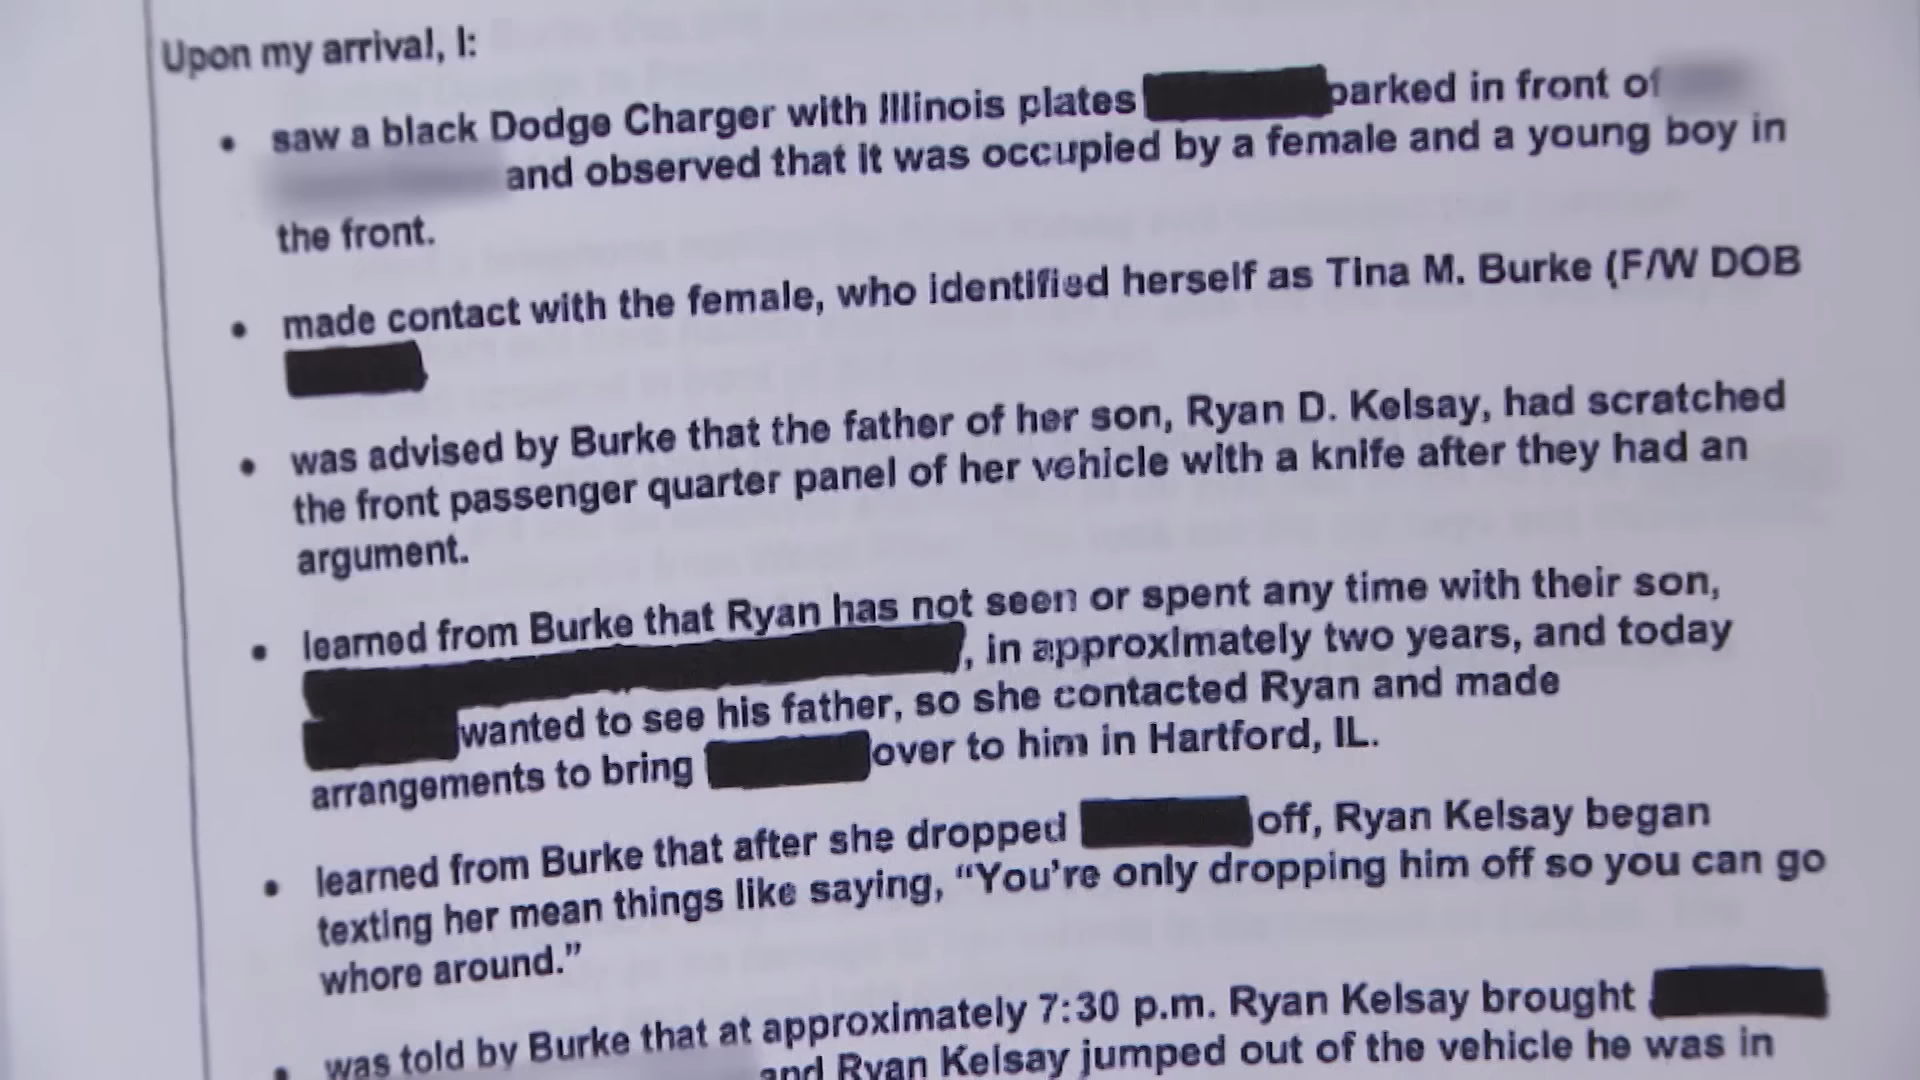 Upon my arrival, I:
• saw a black Dodge Charger with Illinois plates parked in front of
and observed that it was occupied by a female and a young boy in
the front.
• made contact with the female, who identified herself as Tina M. Burke (F/W DOB
• was advised by Burke that the father of her son, Ryan D. Kelsay, had scratched
the front passenger quarter panel of her vehicle with a knife after they had an
argument.
• learned from Burke that Ryan has not seen or spent any time with their son,
, in approximately two years, and today
wanted to see his father, so she contacted Ryan and made
arrangements to bring over to him in Hartford, IL.
• learned from Burke that after she dropped off, Ryan Kelsay began
texting her mean things like saying, “You’re only dropping him off so you can go
whore around.”
• was told by Burke that at approximately 7:30 p.m. Ryan Kelsay brought
and Ryan Kelsay jumped out of the vehicle he was in